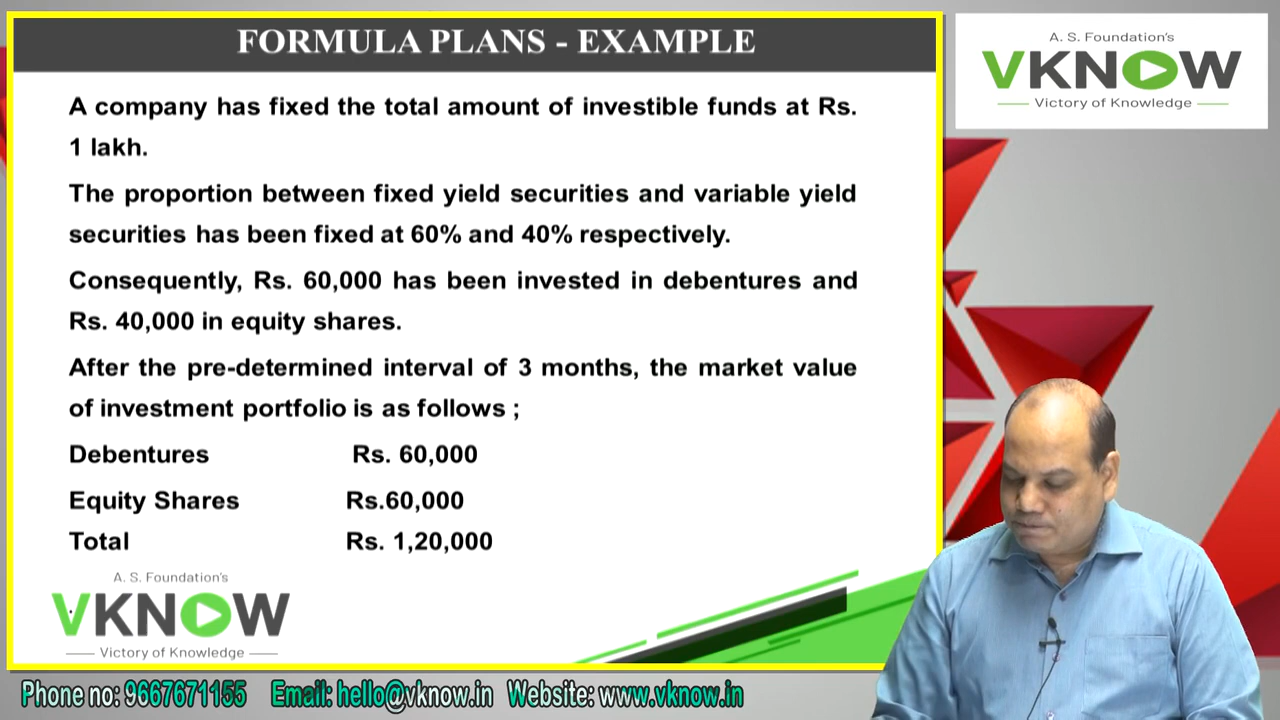 FORMULA PLANS - EXAMPLE
A company has fixed the total amount of investible funds at Rs.
1 lakh.
The proportion between fixed yield securities and variable yield
securities has been fixed at 60% and 40% respectively.
Consequently, Rs. 60,000 has been invested in debentures and
Rs. 40,000 in equity shares.
After the pre-determined interval of 3 months, the market value
of investment portfolio is as follows ;
Debentures Rs. 60,000
Equity Shares Rs.60,000
Total Rs. 1,20,000
A. S. Foundation's
VKNOW
Victory of Knowledge
A. S. Foundation's
VKNOW
Victory of Knowledge
Phone no: 9667671155 Email: hello@vknow.in Website: www.vknow.in